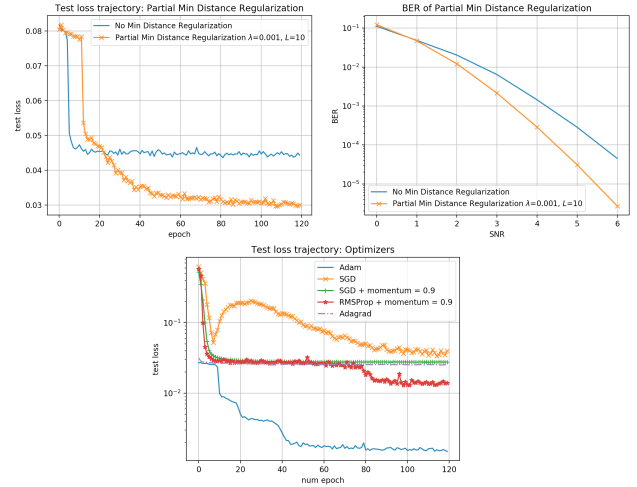 Test loss trajectory: Partial Min Distance Regularization
No Min Distance Regularization
Partial Min Distance Regularization λ=0.001, L=10
0.08
0.07
0.06
0.05
0.04
0.03
test loss
0
20
40
60
80
100
120
epoch
BER of Partial Min Distance Regularization
10⁻¹
10⁻²
10⁻³
10⁻⁴
10⁻⁵
BER
No Min Distance Regularization
Partial Min Distance Regularization λ=0.001, L=10
0
1
2
3
4
5
6
SNR
Test loss trajectory: Optimizers
Adam
SGD
SGD + momentum = 0.9
RMSProp + momentum = 0.9
Adagrad
10⁻¹
10⁻²
test loss
0
20
40
60
80
100
120
num epoch